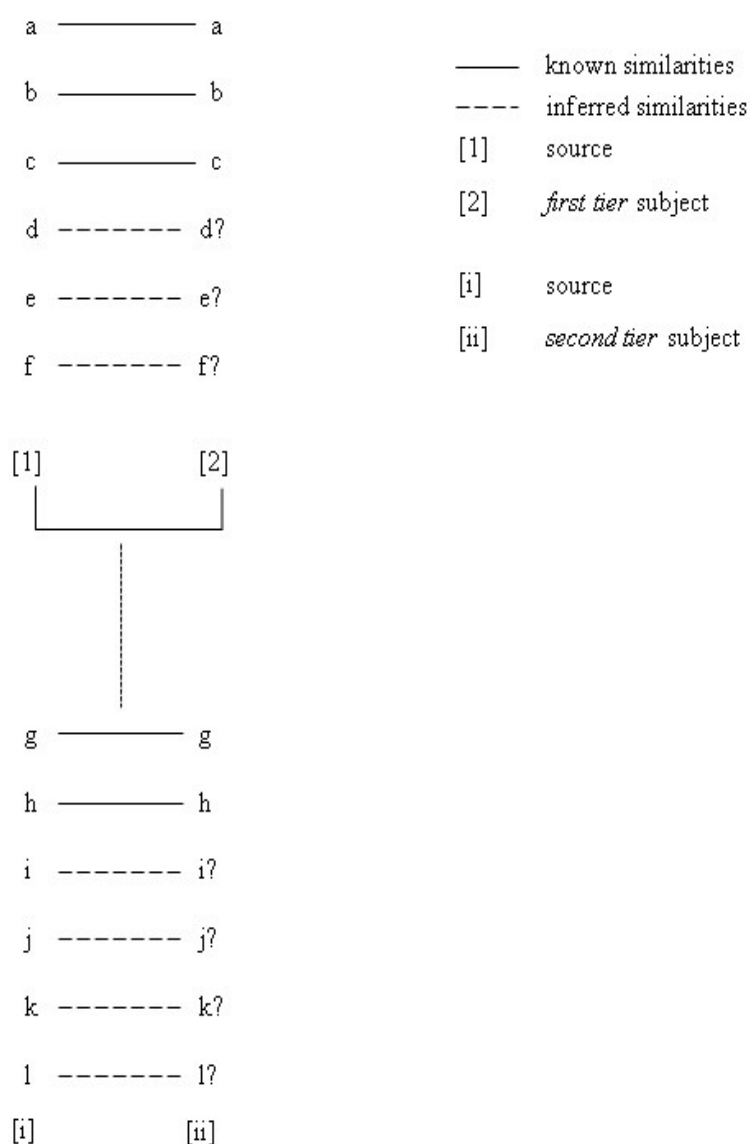 a a
b b
c c
d d?
e e?
f f?
[1] [2]
g g
h h
i i?
j j?
k k?
l l?
[i] [ii]
known similarities
inferred similarities
[1] source
[2] first tier subject
[i] source
[ii] second tier subject